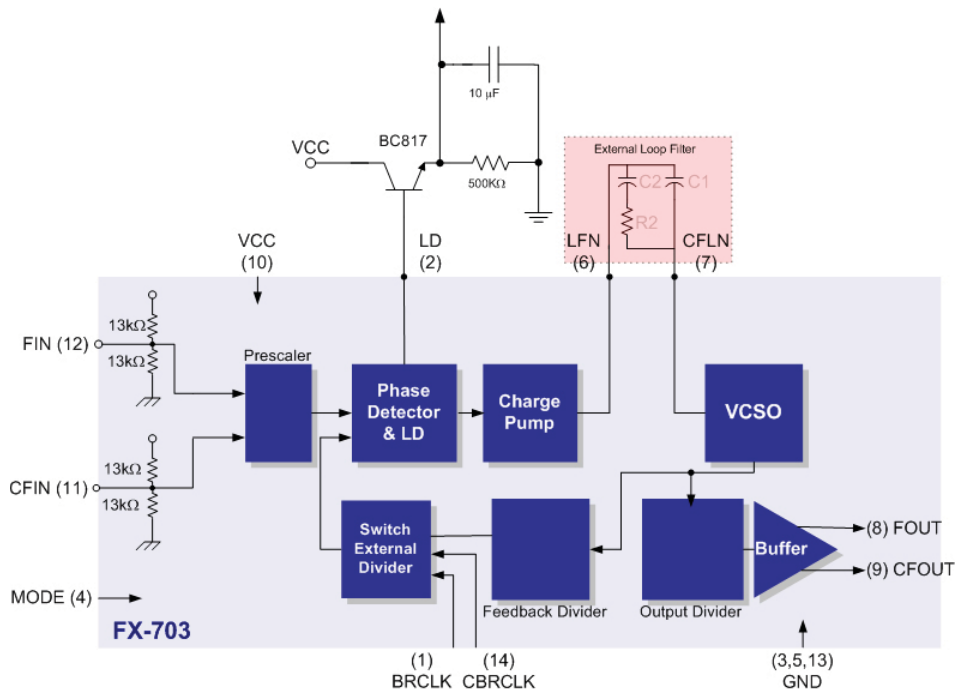 10 µF
BC817
VCC
500KΩ
External Loop Filter
C2
C1
R2
VCC
(10)
LD
(2)
LFN
(6)
CFLN
(7)
13kΩ
FIN (12)
13kΩ
Prescaler
Phase
Detector
& LD
Charge
Pump
VCSO
13kΩ
CFIN (11)
13kΩ
Switch
External
Divider
Buffer
(8) FOUT
(9) CFOUT
MODE (4)
Feedback Divider
Output Divider
FX-703
(1)
BRCLK
(14)
CBRCLK
(3,5,13)
GND